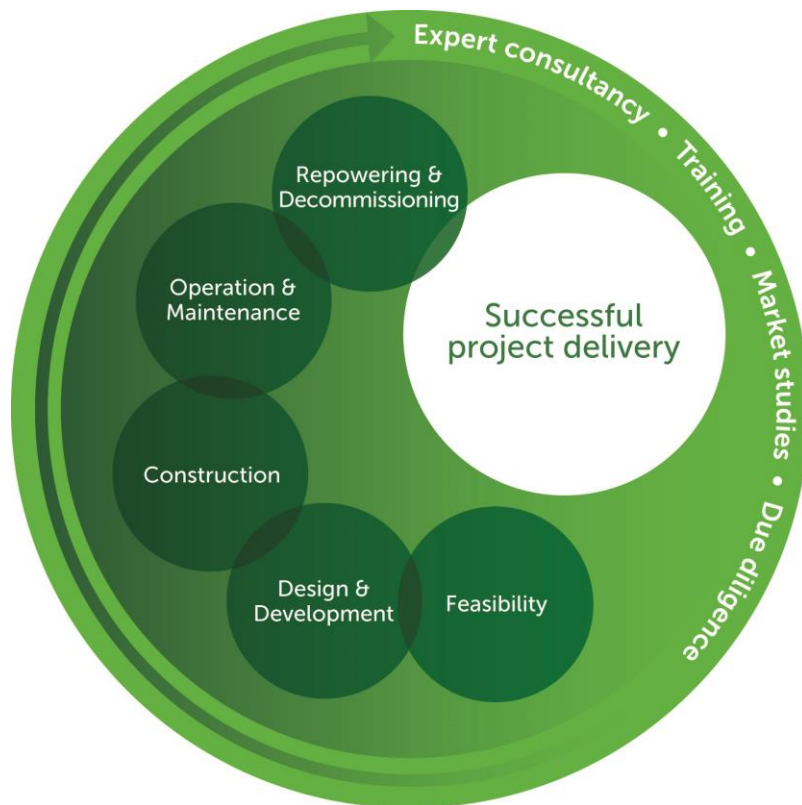 Expert consultancy • Training • Market studies • Due diligence
Repowering &
Decommissioning
Operation &
Maintenance
Successful
project delivery
Construction
Design &
Development
Feasibility